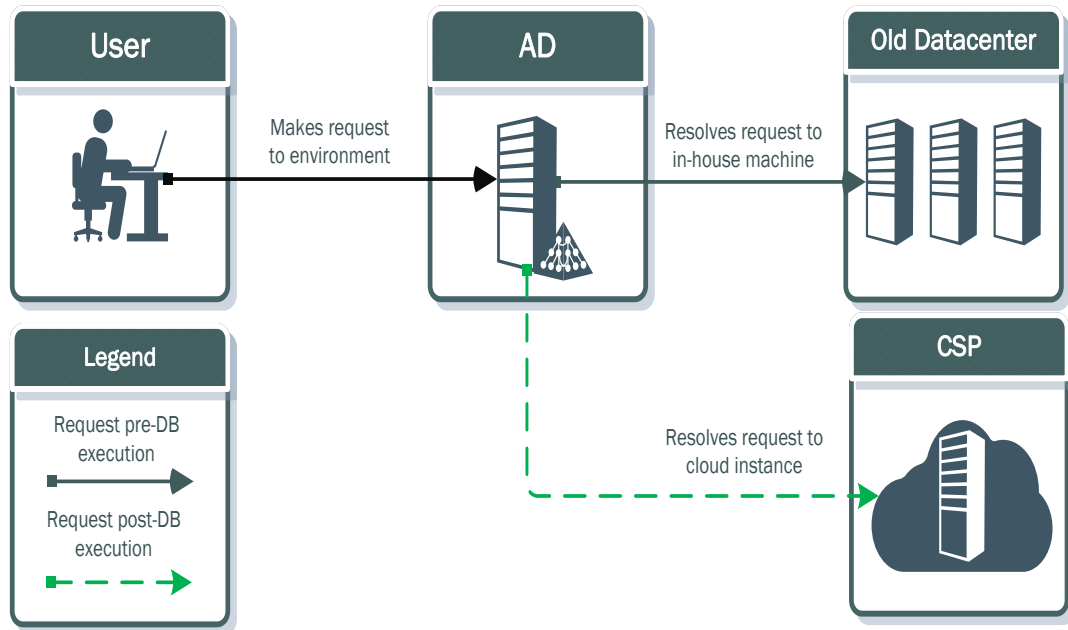 User
AD
Old Datacenter
Makes request
to environment
Resolves request to
in-house machine
Legend
Request pre-DB
execution
Request post-DB
execution
CSP
Resolves request to
cloud instance